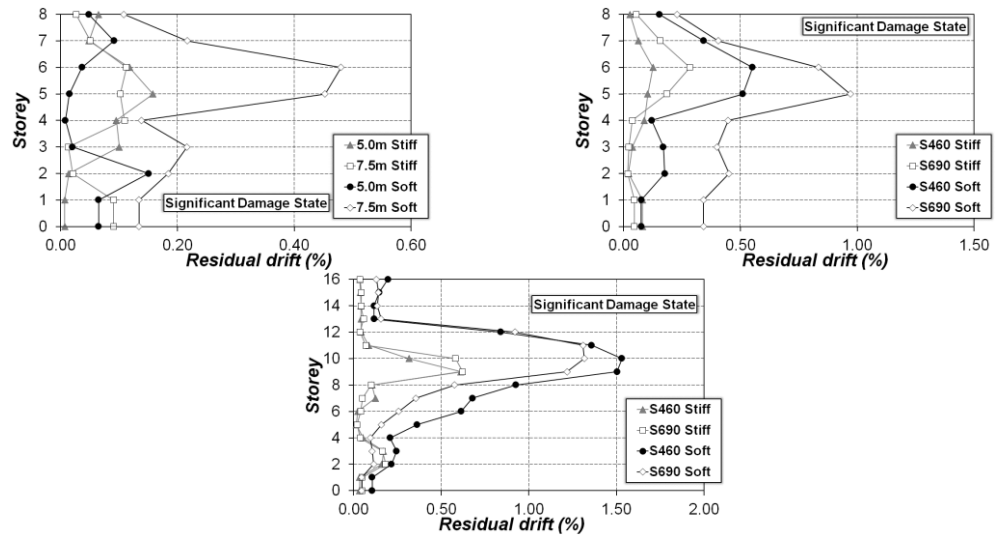 8
7
6
5
4
3
2
1
0
Storey
0.00 0.20 0.40 0.60
Residual drift (%)
Significant Damage State
5.0m Stiff
7.5m Stiff
5.0m Soft
7.5m Soft
8
7
6
5
4
3
2
1
0
Storey
0.00 0.50 1.00 1.50
Residual drift (%)
Significant Damage State
S460 Stiff
S690 Stiff
S460 Soft
S690 Soft
16
14
12
10
8
6
4
2
0
Storey
0.00 0.50 1.00 1.50 2.00
Residual drift (%)
Significant Damage State
S460 Stiff
S690 Stiff
S460 Soft
S690 Soft